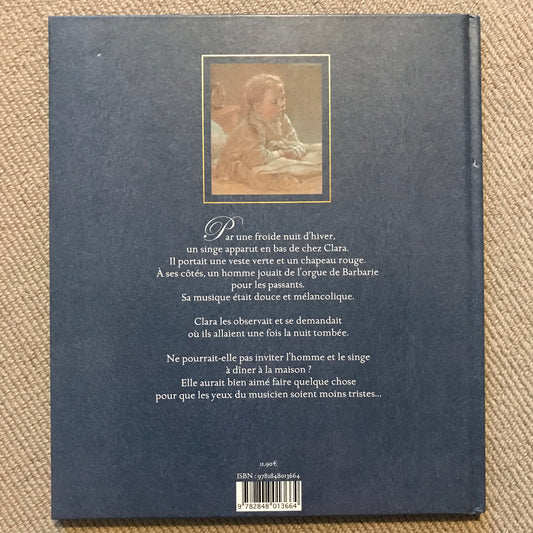 Par une froide nuit d'hiver,
un singe apparut en bas de chez Clara.
Il portait une veste verte et un chapeau rouge.
À ses côtés, un homme jouait de l'orgue de Barbarie
pour les passants.
Sa musique était douce et mélancolique.
Clara les observait et se demandait
où ils allaient une fois la nuit tombée.
Ne pourrait-elle pas inviter l'homme et le singe
à dîner à la maison ?
Elle aurait bien aimé faire quelque chose
pour que les yeux du musicien soient moins tristes...
11,90 €
ISBN : 9782848013664
9 782848 013664